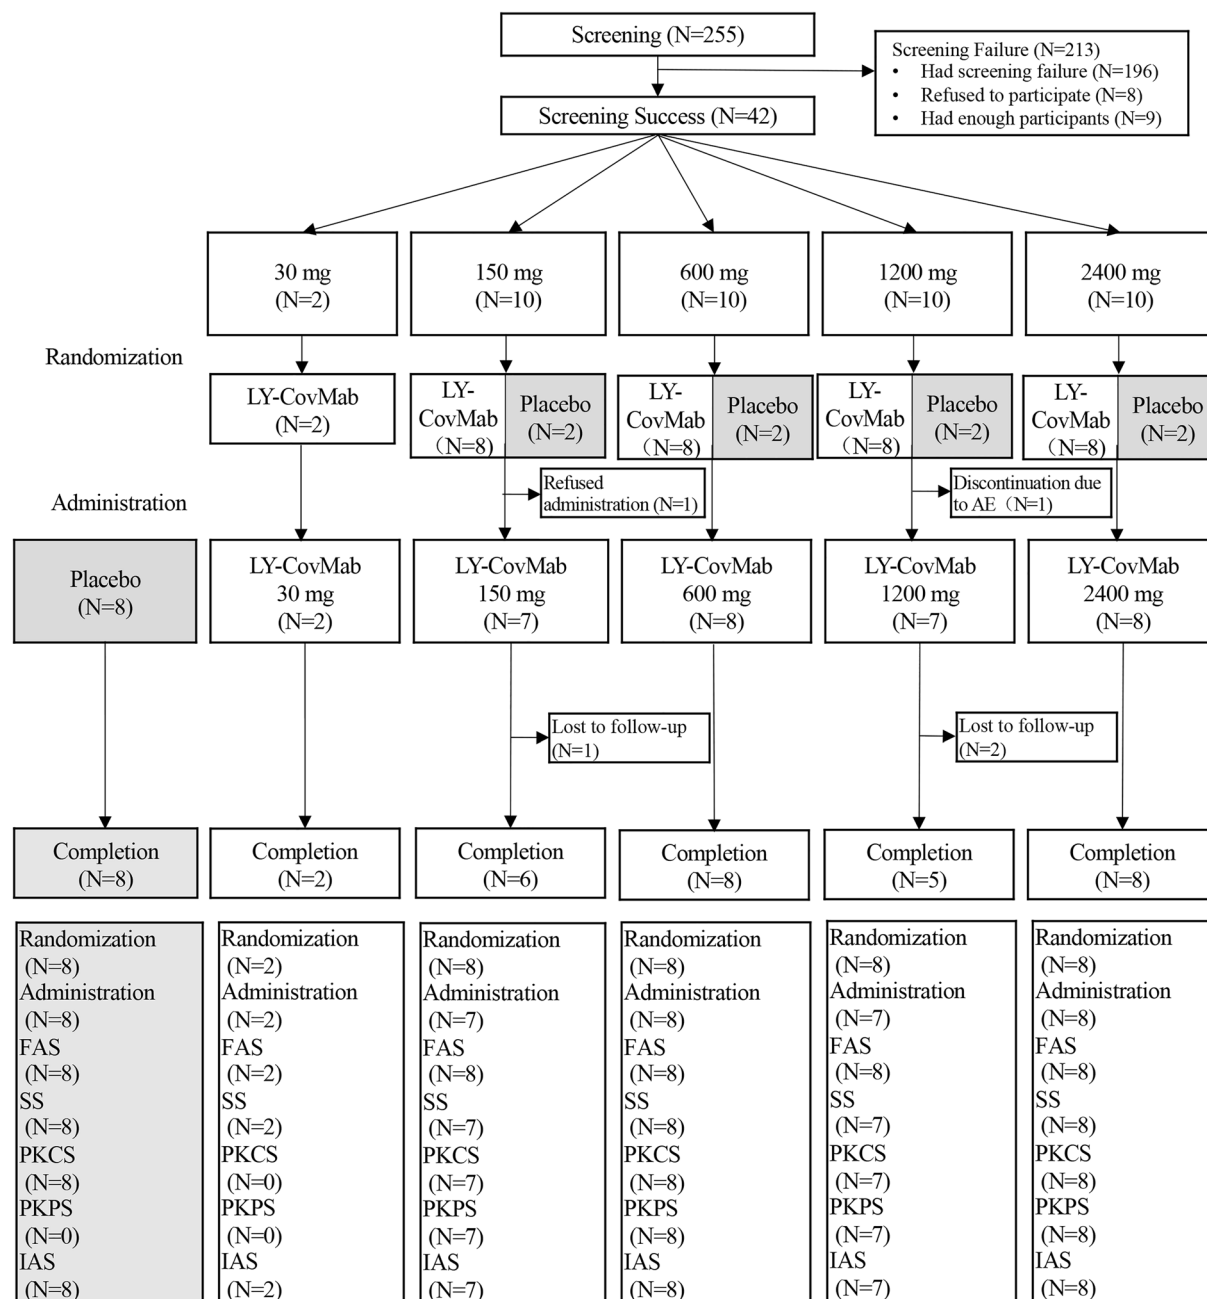 Screening (N=255)
Screening Failure (N=213)
• Had screening failure (N=196)
• Refused to participate (N=8)
• Had enough participants (N=9)
Screening Success (N=42)
30 mg
(N=2)
150 mg
(N=10)
600 mg
(N=10)
1200 mg
(N=10)
2400 mg
(N=10)
Randomization
LY-CovMab
(N=2)
LY-
CovMab
(N=8)
Placebo
(N=2)
LY-
CovMab
(N=8)
Placebo
(N=2)
LY-
CovMab
(N=8)
Placebo
(N=2)
LY-
CovMab
(N=8)
Placebo
(N=2)
Refused
administration (N=1)
Discontinuation due
to AE (N=1)
Administration
Placebo
(N=8)
LY-CovMab
30 mg
(N=2)
LY-CovMab
150 mg
(N=7)
LY-CovMab
600 mg
(N=8)
LY-CovMab
1200 mg
(N=7)
LY-CovMab
2400 mg
(N=8)
Lost to follow-up
(N=1)
Lost to follow-up
(N=2)
Completion
(N=8)
Completion
(N=2)
Completion
(N=6)
Completion
(N=8)
Completion
(N=5)
Completion
(N=8)
Randomization
(N=8)
Administration
(N=8)
FAS
(N=8)
SS
(N=8)
PKCS
(N=8)
PKPS
(N=0)
IAS
(N=8)
Randomization
(N=2)
Administration
(N=2)
FAS
(N=2)
SS
(N=2)
PKCS
(N=0)
PKPS
(N=0)
IAS
(N=2)
Randomization
(N=8)
Administration
(N=7)
FAS
(N=8)
SS
(N=7)
PKCS
(N=7)
PKPS
(N=7)
IAS
(N=7)
Randomization
(N=8)
Administration
(N=8)
FAS
(N=8)
SS
(N=8)
PKCS
(N=8)
PKPS
(N=8)
IAS
(N=8)
Randomization
(N=8)
Administration
(N=7)
FAS
(N=8)
SS
(N=7)
PKCS
(N=7)
PKPS
(N=7)
IAS
(N=7)
Randomization
(N=8)
Administration
(N=8)
FAS
(N=8)
SS
(N=8)
PKCS
(N=8)
PKPS
(N=8)
IAS
(N=8)